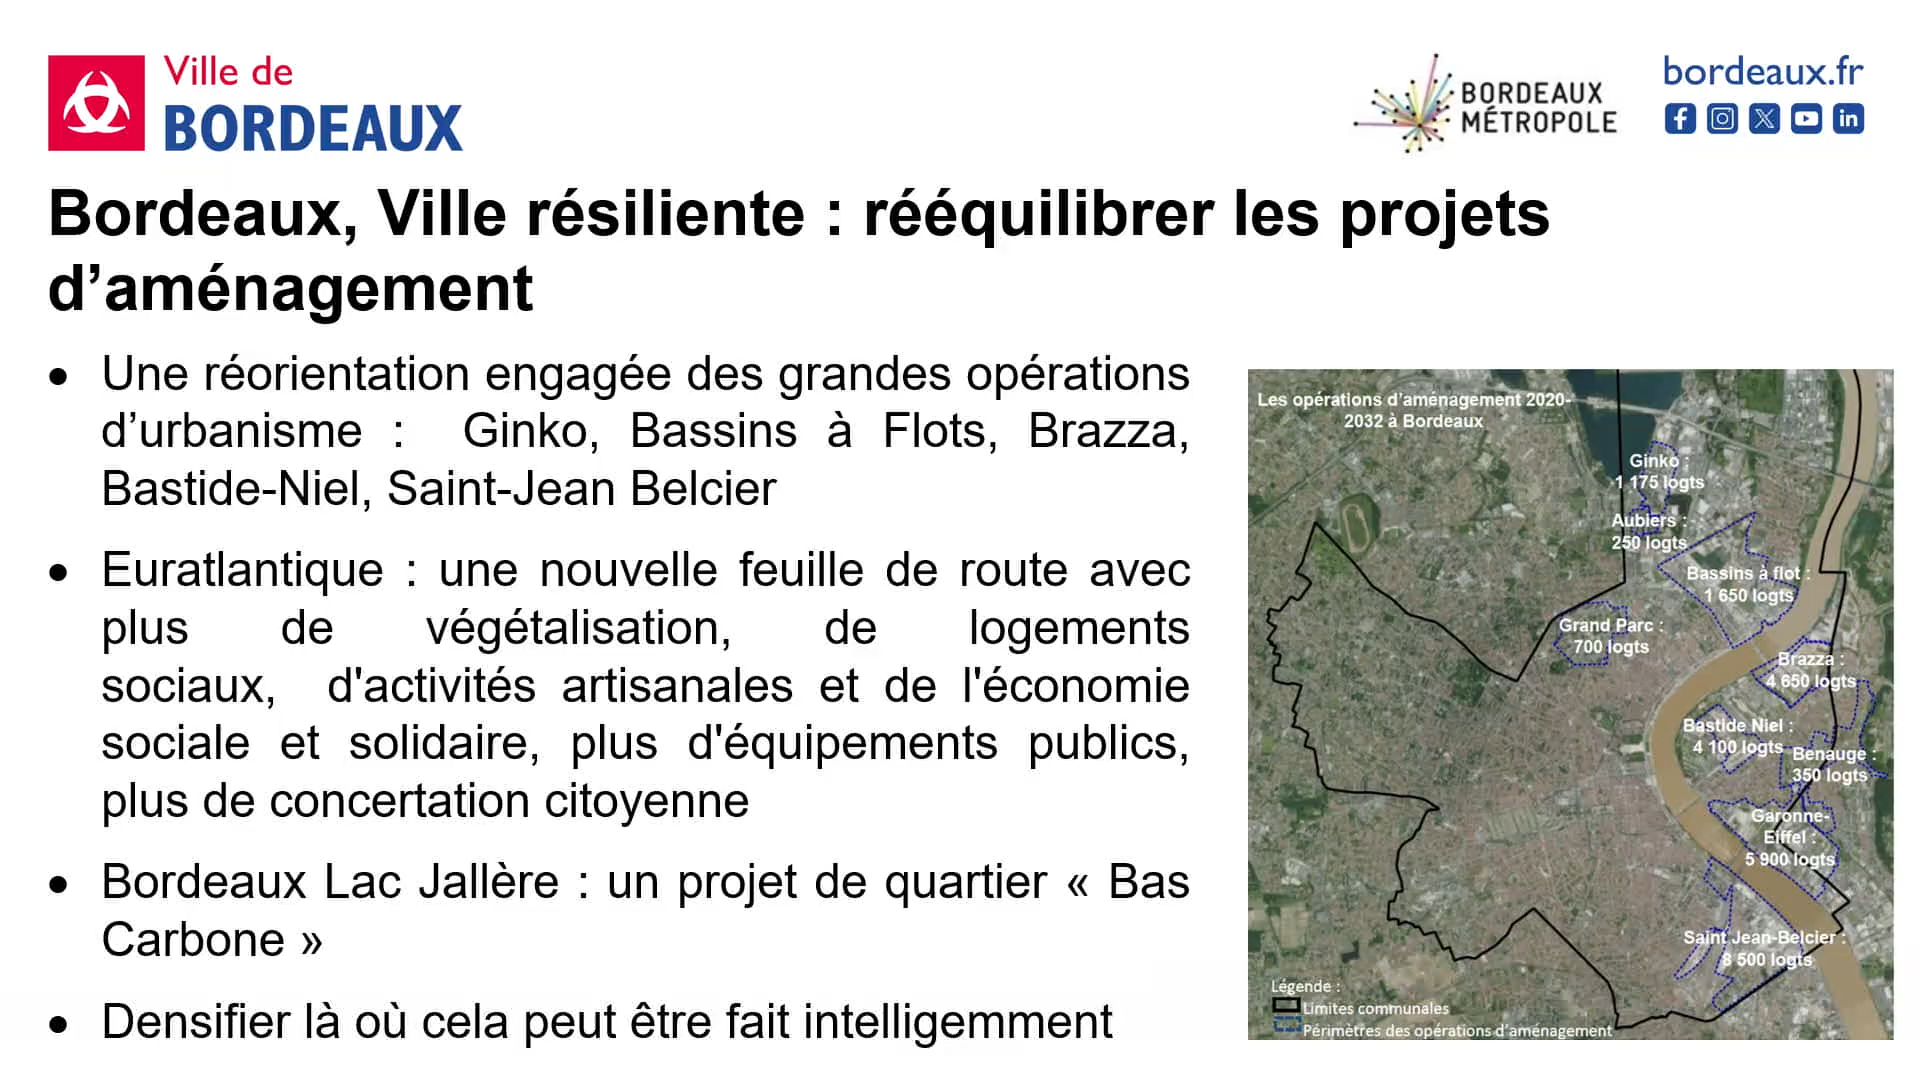 Ville de
BORDEAUX
BORDEAUX
MÉTROPOLE
bordeaux.fr
Bordeaux, Ville résiliente : rééquilibrer les projets
d’aménagement
• Une réorientation engagée des grandes opérations
d’urbanisme : Ginko, Bassins à Flots, Brazza,
Bastide-Niel, Saint-Jean Belcier
• Euratlantique : une nouvelle feuille de route avec
plus de végétalisation, de logements
sociaux, d'activités artisanales et de l'économie
sociale et solidaire, plus d'équipements publics,
plus de concertation citoyenne
• Bordeaux Lac Jallère : un projet de quartier « Bas
Carbone »
• Densifier là où cela peut être fait intelligemment
Les opérations d’aménagement 2020-
2032 à Bordeaux
Ginko :
1 175 logts
Aubiers :
250 logts
Bassins à flot :
1 650 logts
Grand Parc :
700 logts
Brazza :
4 650 logts
Bastide Niel :
4 100 logts
Benauge :
350 logts
Garonne-
Eiffel :
5 900 logts
Saint Jean-Belcier :
8 500 logts
Légende :
Limites communales
Périmètres des opérations d’aménagement